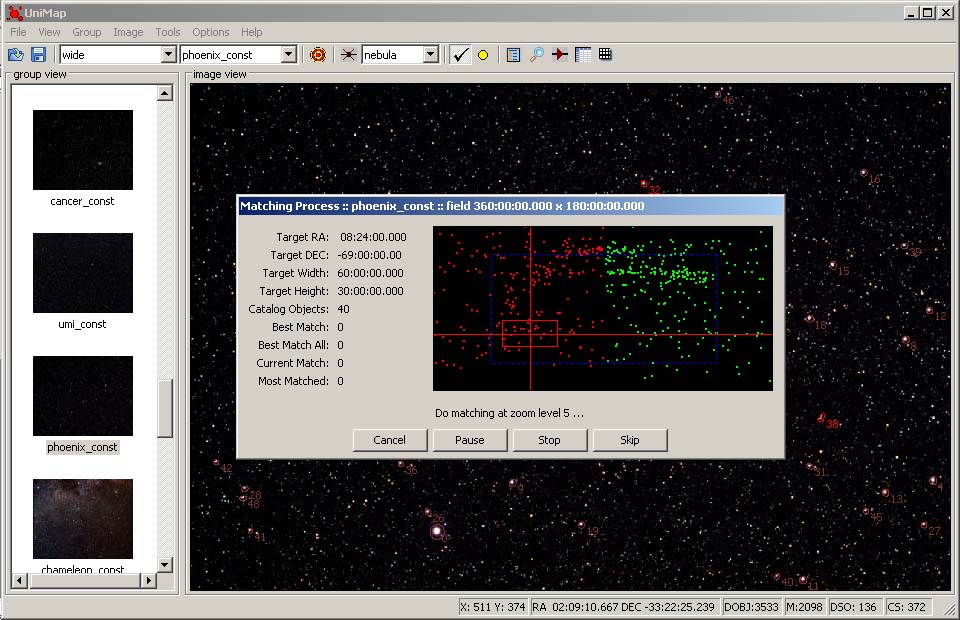 UniMap
File View Group Image Tools Options Help
wide phoenix_const nebula
group view
image view
cancer_const
umi_const
phoenix_const
chameleon_const
46
16
32
39
15
12
18
8
38
31
4
13
45
27
42
28
48
41
36
9
26
0
19
40
11
Matching Process :: phoenix_const :: field 360:00:00.000 x 180:00:00.000
Target RA: 08:24:00.000
Target DEC: -69:00:00.00
Target Width: 60:00:00.000
Target Height: 30:00:00.000
Catalog Objects: 40
Best Match: 0
Best Match All: 0
Current Match: 0
Most Matched: 0
Do matching at zoom level 5 ...
Cancel Pause Stop Skip
X: 511 Y: 374 RA 02:09:10.667 DEC -33:22:25.239 DOBJ:3533 M:2098 DSO: 136 CS: 372